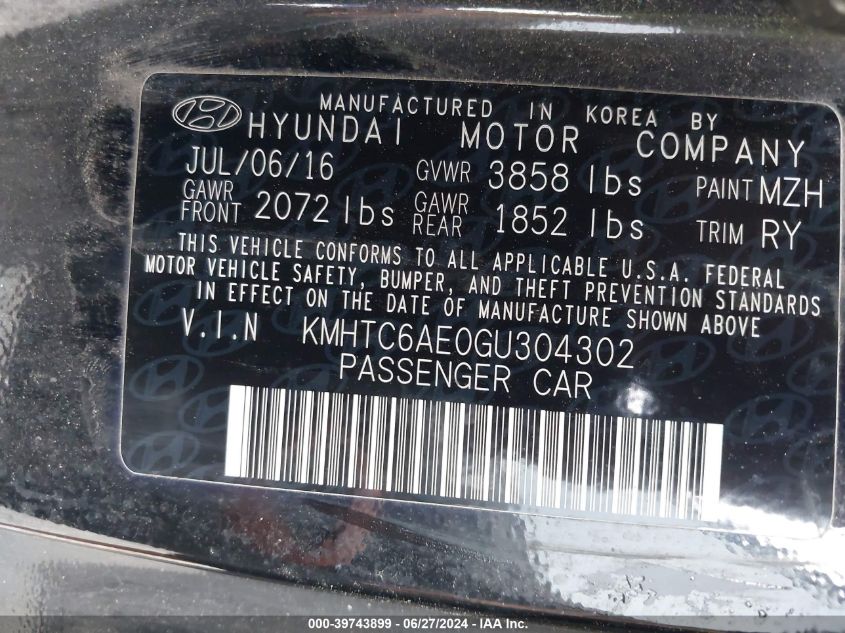 MANUFACTURED IN KOREA BY
HYUNDAI MOTOR COMPANY
JUL/06/16 GVWR 3858 lbs PAINT MZH
GAWR FRONT 2072 lbs GAWR REAR 1852 lbs TRIM RY
THIS VEHICLE CONFORMS TO ALL APPLICABLE U.S.A. FEDERAL
MOTOR VEHICLE SAFETY, BUMPER, AND THEFT PREVENTION STANDARDS
IN EFFECT ON THE DATE OF MANUFACTURE SHOWN ABOVE
V.I.N KMHTC6AE0GU304302
PASSENGER CAR
000-39743899 - 06/27/2024 - IAA Inc.